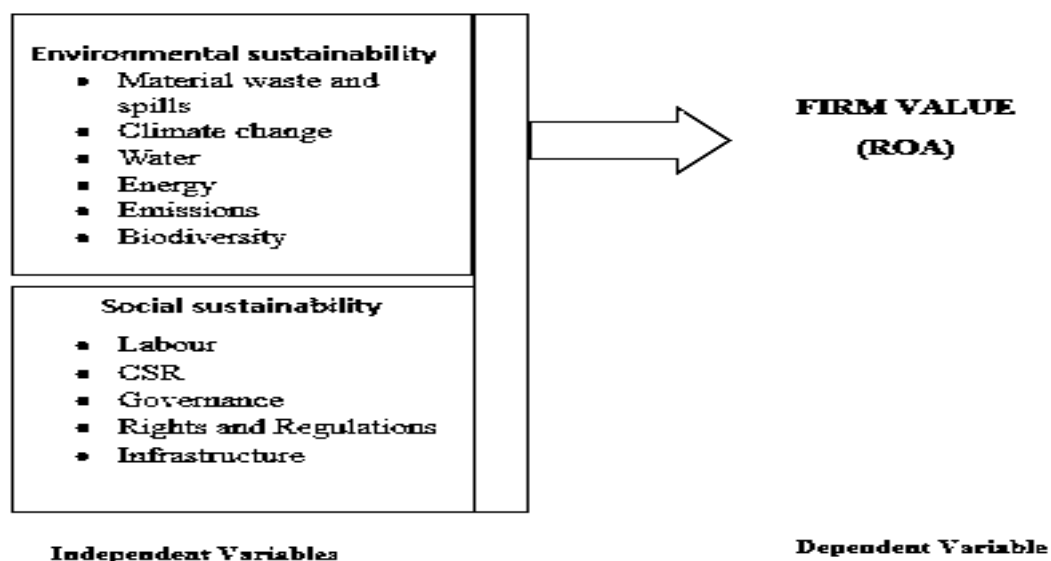 Environmental sustainability
• Material waste and
spills
• Climate change
• Water
• Energy
• Emissions
• Biodiversity
Social sustainability
• Labour
• CSR
• Governance
• Rights and Regulations
• Infrastructure
Independent Variables
FIRM VALUE
(ROA)
Dependent Variable